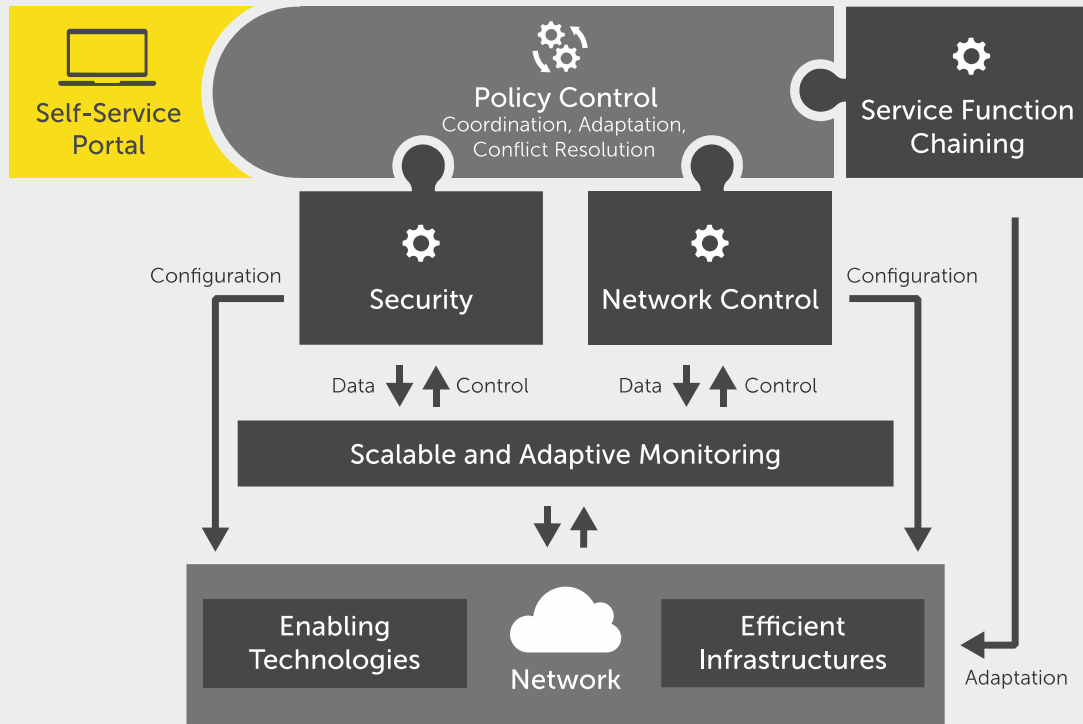 Self-Service
Portal
Policy Control
Coordination, Adaptation,
Conflict Resolution
Service Function
Chaining
Configuration
Security
Network Control
Configuration
Data
Control
Data
Control
Scalable and Adaptive Monitoring
Enabling
Technologies
Network
Efficient
Infrastructures
Adaptation